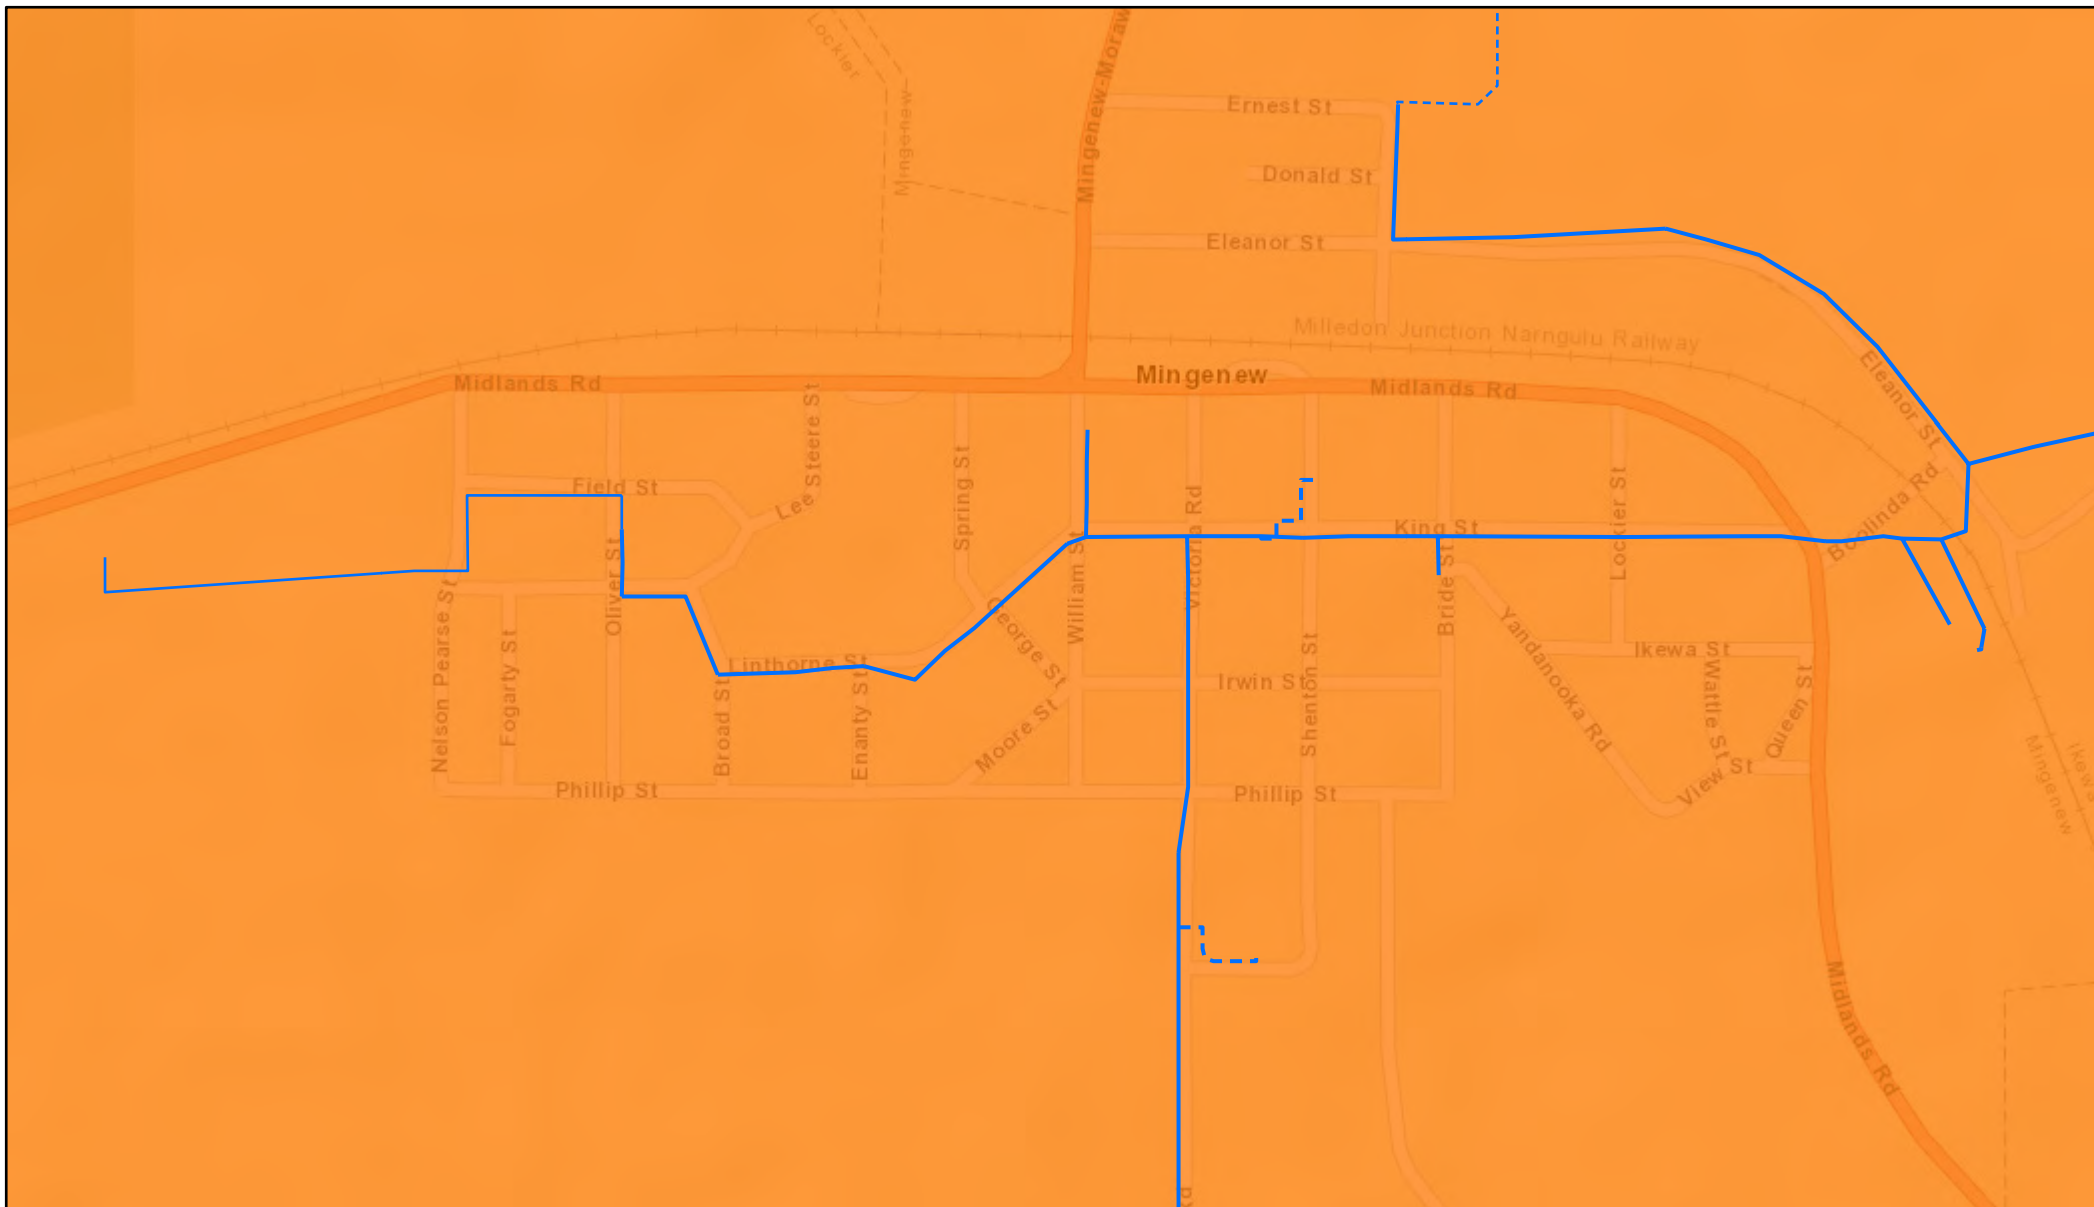 Lockier
Mingenew-Moraw
Mingenew
Ernest St
Donald St
Eleanor St
Milledon Junction Narngulu Railway
Midlands Rd
Mingenew
Midlands Rd
Eleanor St
Steere St
Lee
Field St
Spring St
Victoria Rd
King St
Lockier St
Boolinda Rd
Oliver St
William St
Bride St
Nelson Pearse St
Fogarty St
George St
Yandanooka Rd
Linthorne St
Ikewa St
Broad St
Enanty St
Moore St
Irwin St
Shenton St
Wattle St
Queen St
View St
Phillip St
Phillip St
Mingenew
Ikewa
Midlands Rd
Rd